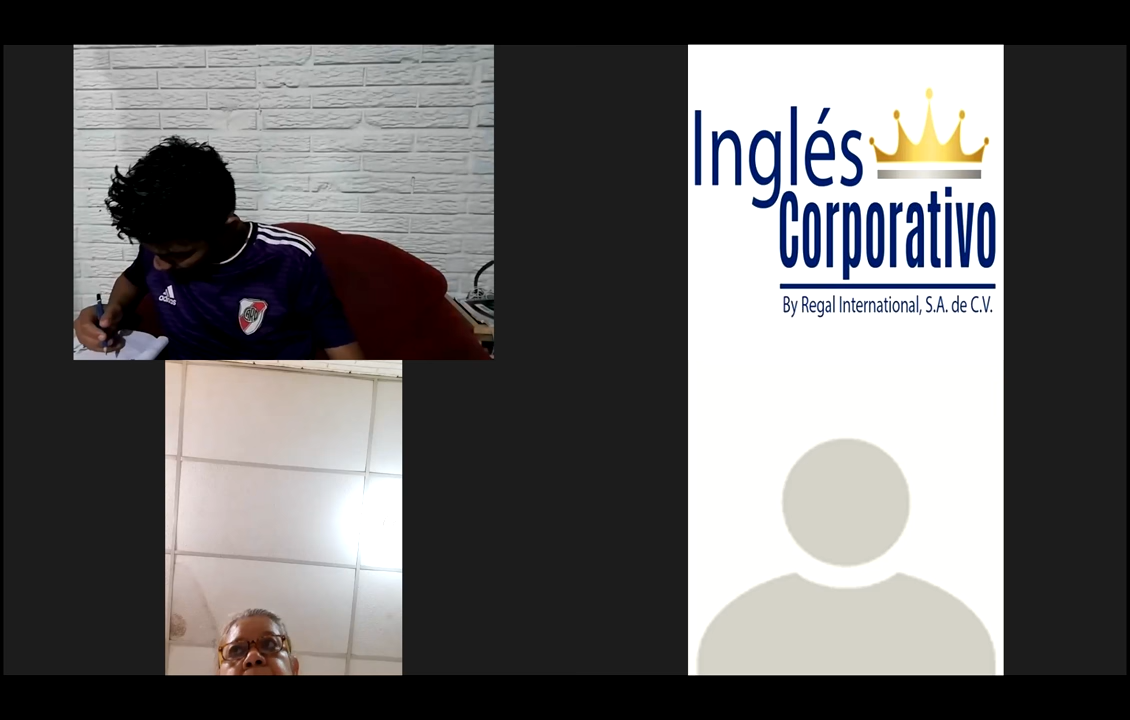 Inglés
Corporativo
By Regal International, S.A. de C.V.
adidas